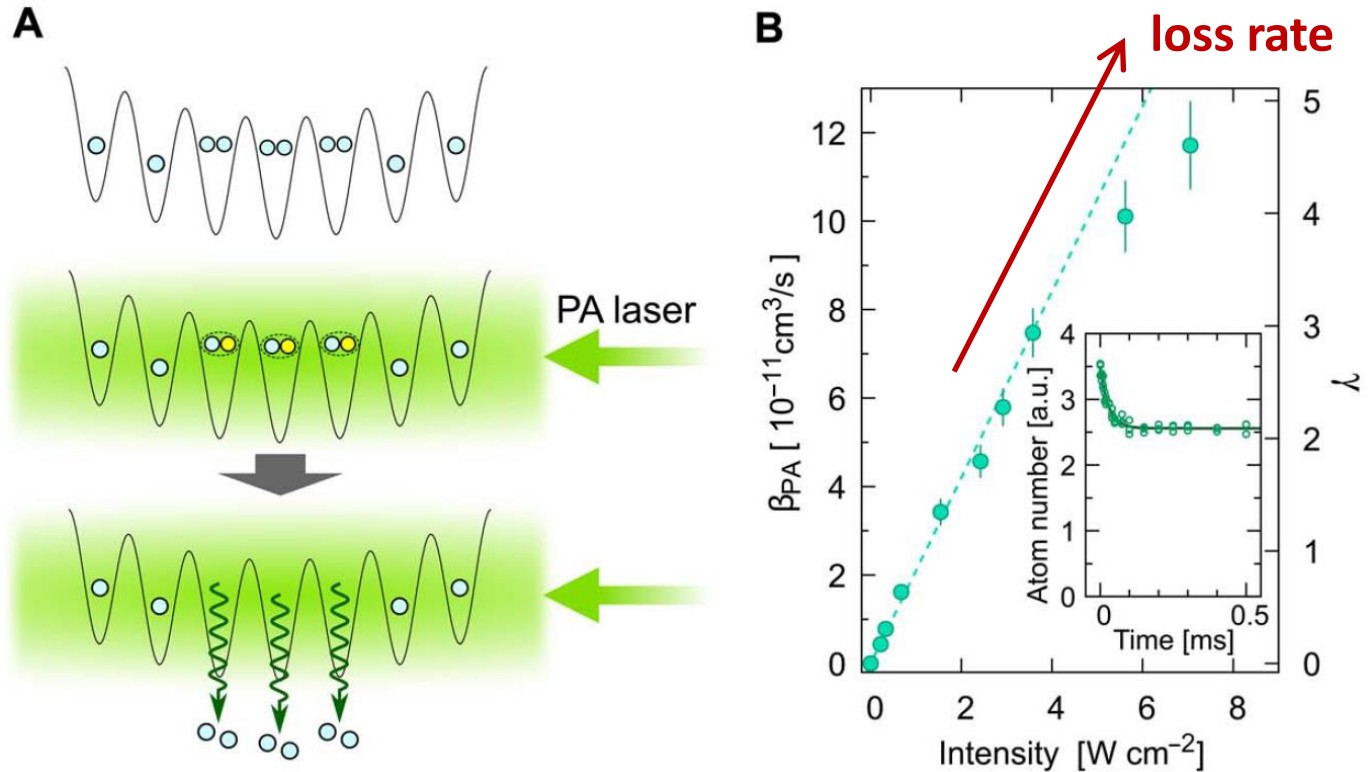 A
PA laser
B
loss rate
β_PA [ 10⁻¹¹cm³/s ]
12
10
8
6
4
2
0
0 2 4 6 8
Intensity [W cm⁻²]
5
4
3
2
1
0
γ
Atom number [a.u.]
4
3
2
1
0
0 0.5
Time [ms]